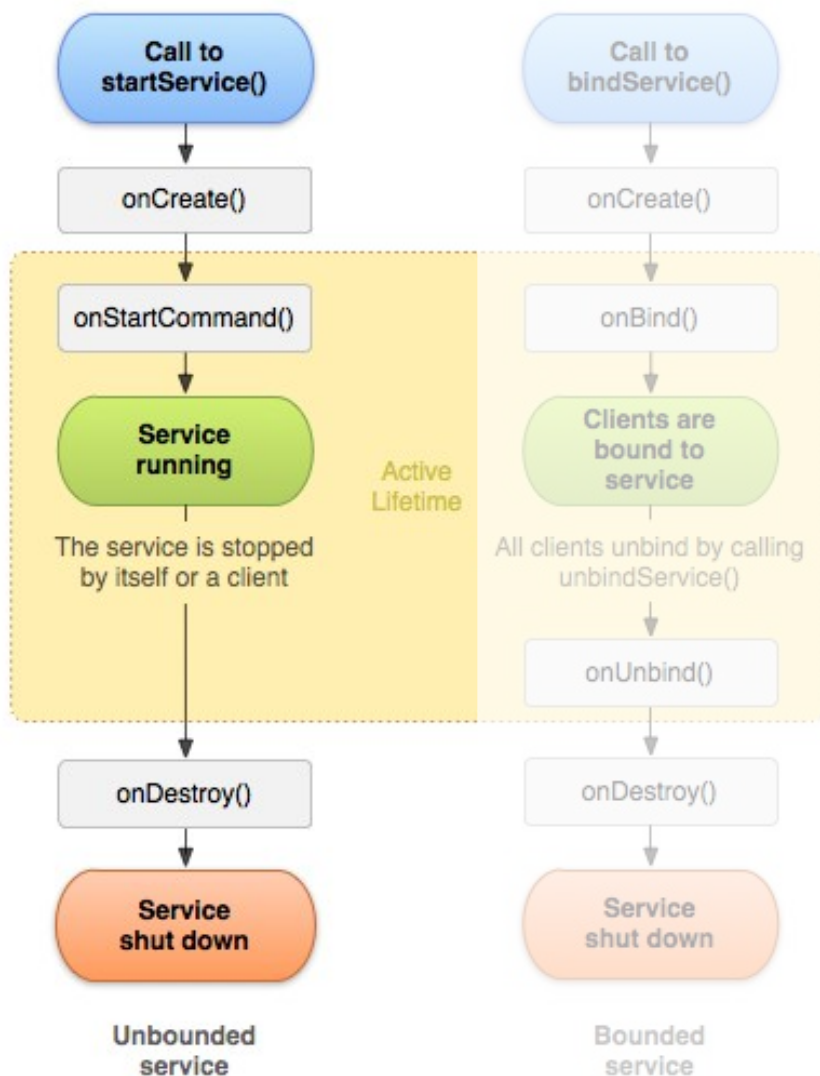 Call to
startService()
onCreate()
onStartCommand()
Service
running
The service is stopped
by itself or a client
onDestroy()
Service
shut down
Unbounded
service
Active
Lifetime
Call to
bindService()
onCreate()
onBind()
Clients are
bound to
service
All clients unbind by calling
unbindService()
onUnbind()
onDestroy()
Service
shut down
Bounded
service